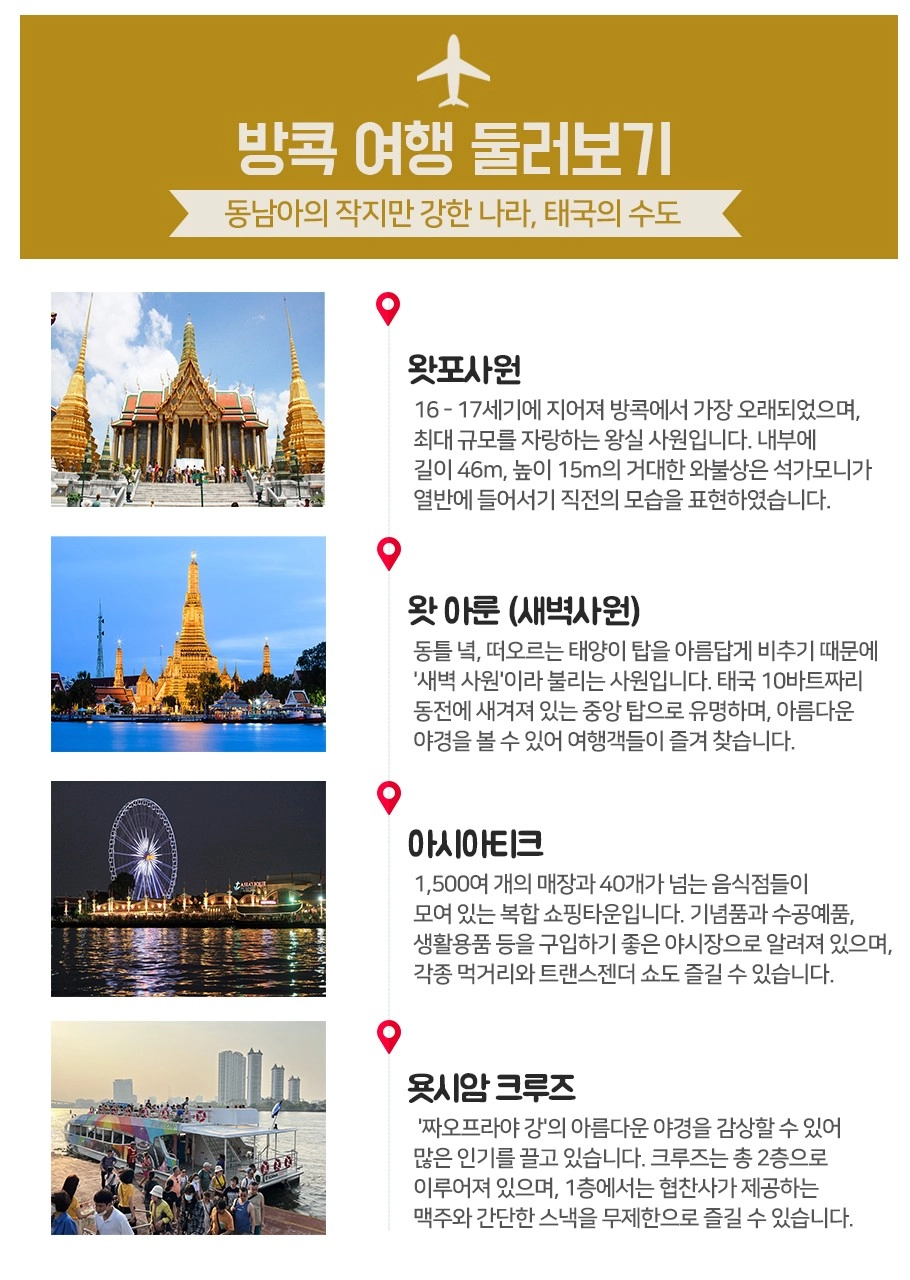 방콕 여행 둘러보기
동남아의 작지만 강한 나라, 태국의 수도
왓포사원
16 - 17세기에 지어져 방콕에서 가장 오래되었으며,
최대 규모를 자랑하는 왕실 사원입니다. 내부에
길이 46m, 높이 15m의 거대한 와불상은 석가모니가
열반에 들어서기 직전의 모습을 표현하였습니다.
왓 아룬 (새벽사원)
동틀 녘, 떠오르는 태양이 탑을 아름답게 비추기 때문에
'새벽 사원'이라 불리는 사원입니다. 태국 10바트짜리
동전에 새겨져 있는 중앙 탑으로 유명하며, 아름다운
야경을 볼 수 있어 여행객들이 즐겨 찾습니다.
아시아티크
1,500여 개의 매장과 40개가 넘는 음식점들이
모여 있는 복합 쇼핑타운입니다. 기념품과 수공예품,
생활용품 등을 구입하기 좋은 야시장으로 알려져 있으며,
각종 먹거리와 트랜스젠더 쇼도 즐길 수 있습니다.
욧시암 크루즈
'짜오프라야 강'의 아름다운 야경을 감상할 수 있어
많은 인기를 끌고 있습니다. 크루즈는 총 2층으로
이루어져 있으며, 1층에서는 협찬사가 제공하는
맥주와 간단한 스낵을 무제한으로 즐길 수 있습니다.